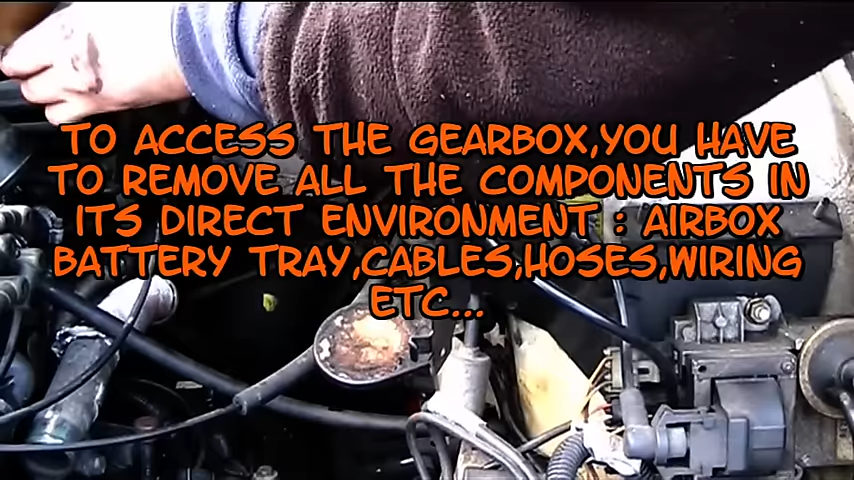 TO ACCESS THE GEARBOX,YOU HAVE
TO REMOVE ALL THE COMPONENTS IN
ITS DIRECT ENVIRONMENT : AIRBOX
BATTERY TRAY,CABLES,HOSES,WIRING
ETC...